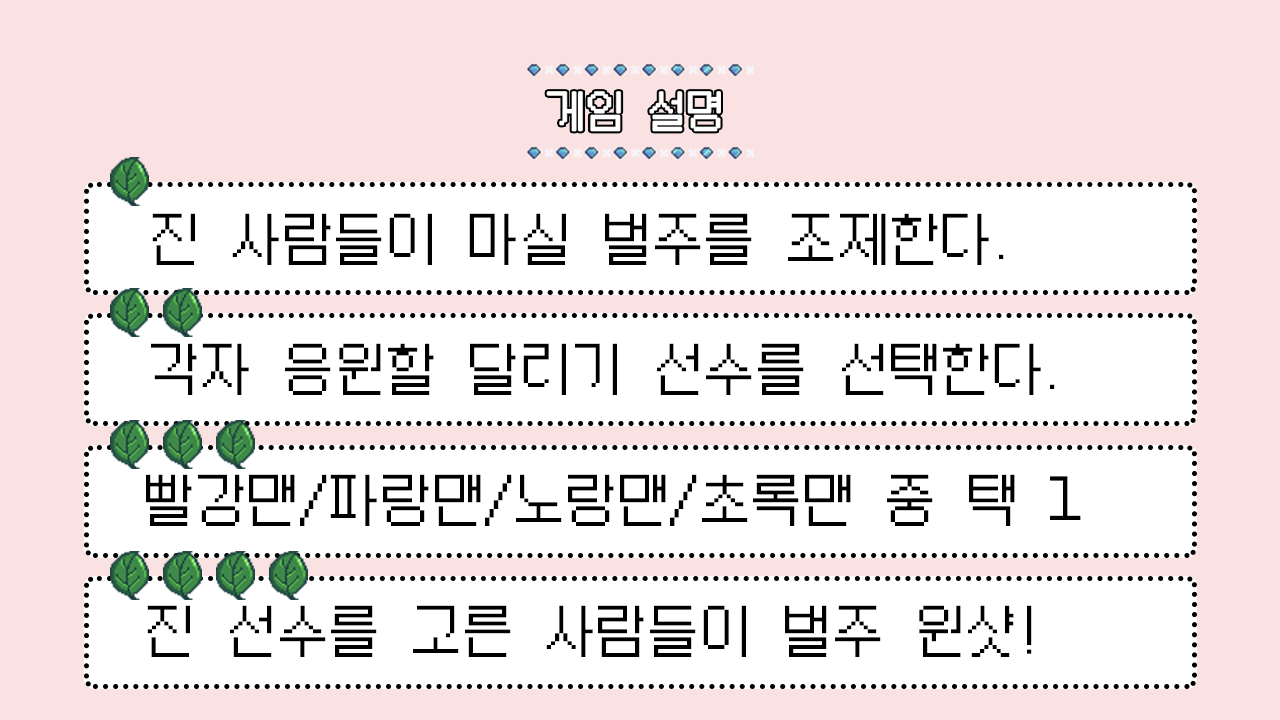 게임 설명
진 사람들이 마실 벌주를 조제한다.
각자 응원할 달리기 선수를 선택한다.
빨강맨/파랑맨/노랑맨/초록맨 중 택 1
진 선수를 고른 사람들이 벌주 원샷!